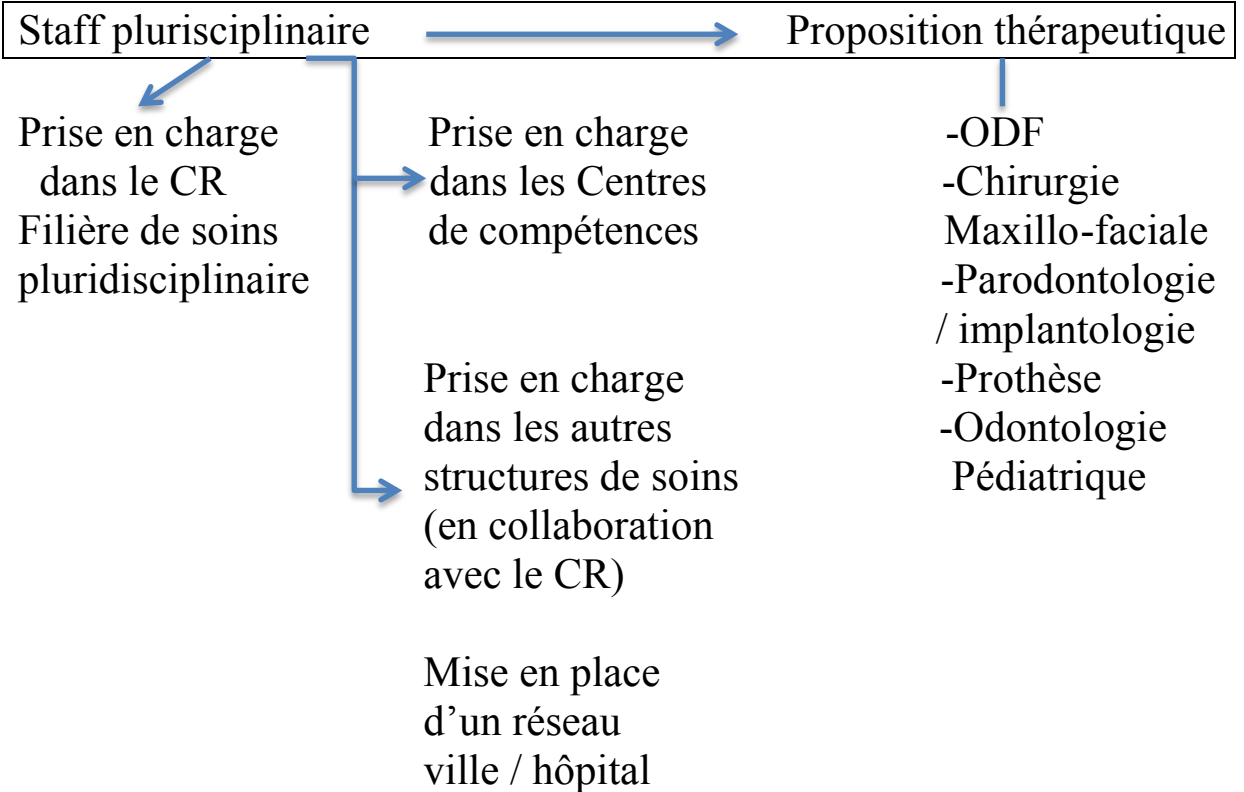 Staff plurisciplinaire
Proposition thérapeutique
Prise en charge
dans le CR
Filière de soins
pluridisciplinaire
Prise en charge
dans les Centres
de compétences
Prise en charge
dans les autres
structures de soins
(en collaboration
avec le CR)
Mise en place
d’un réseau
ville / hôpital
-ODF
-Chirurgie
Maxillo-faciale
-Parodontologie
/ implantologie
-Prothèse
-Odontologie
Pédiatrique